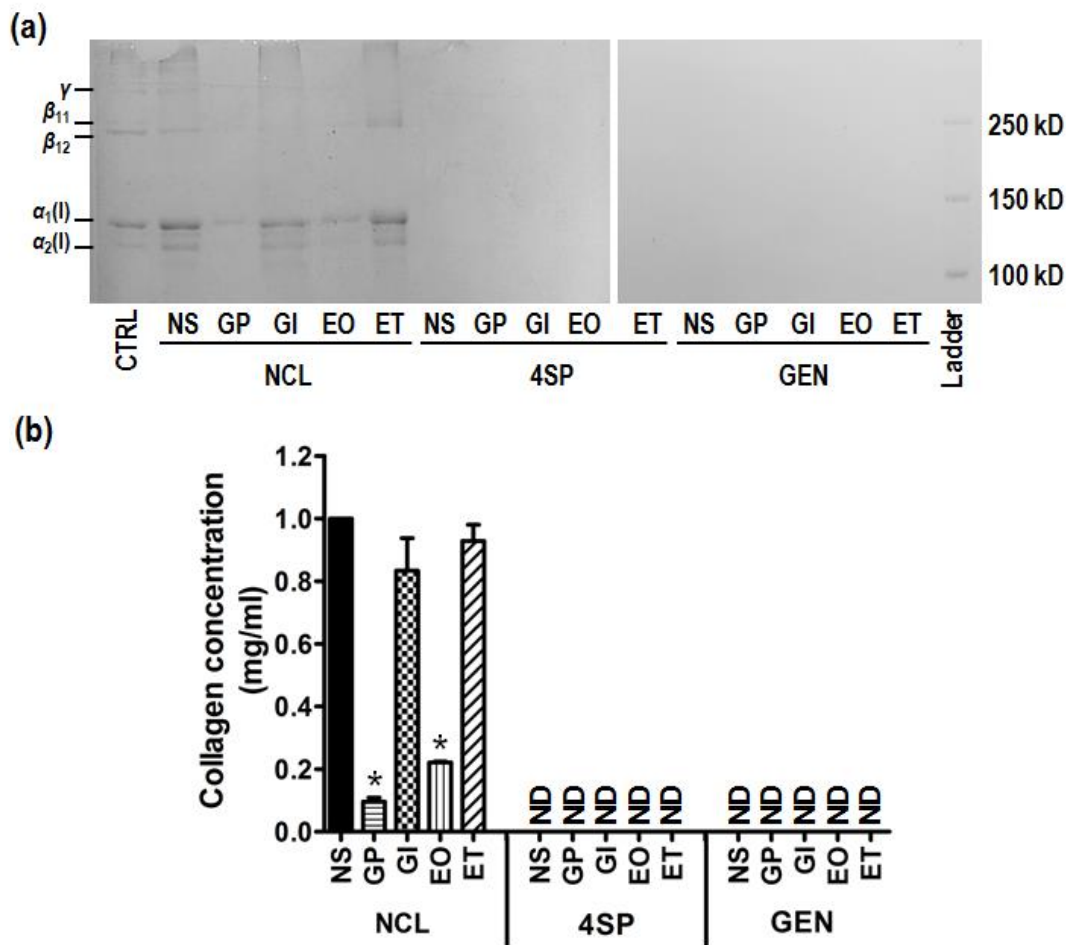 (a)
γ
β11
β12
α1(I)
α2(I)
250 kD
150 kD
100 kD
CTRL NS GP GI EO ET NS GP GI EO ET NS GP GI EO ET Ladder
NCL 4SP GEN
(b)
Collagen concentration
(mg/ml)
1.2
1.0
0.8
0.6
0.4
0.2
0.0
* *
ND ND ND ND ND ND ND ND ND ND
NS GP GI EO ET NS GP GI EO ET NS GP GI EO ET
NCL 4SP GEN